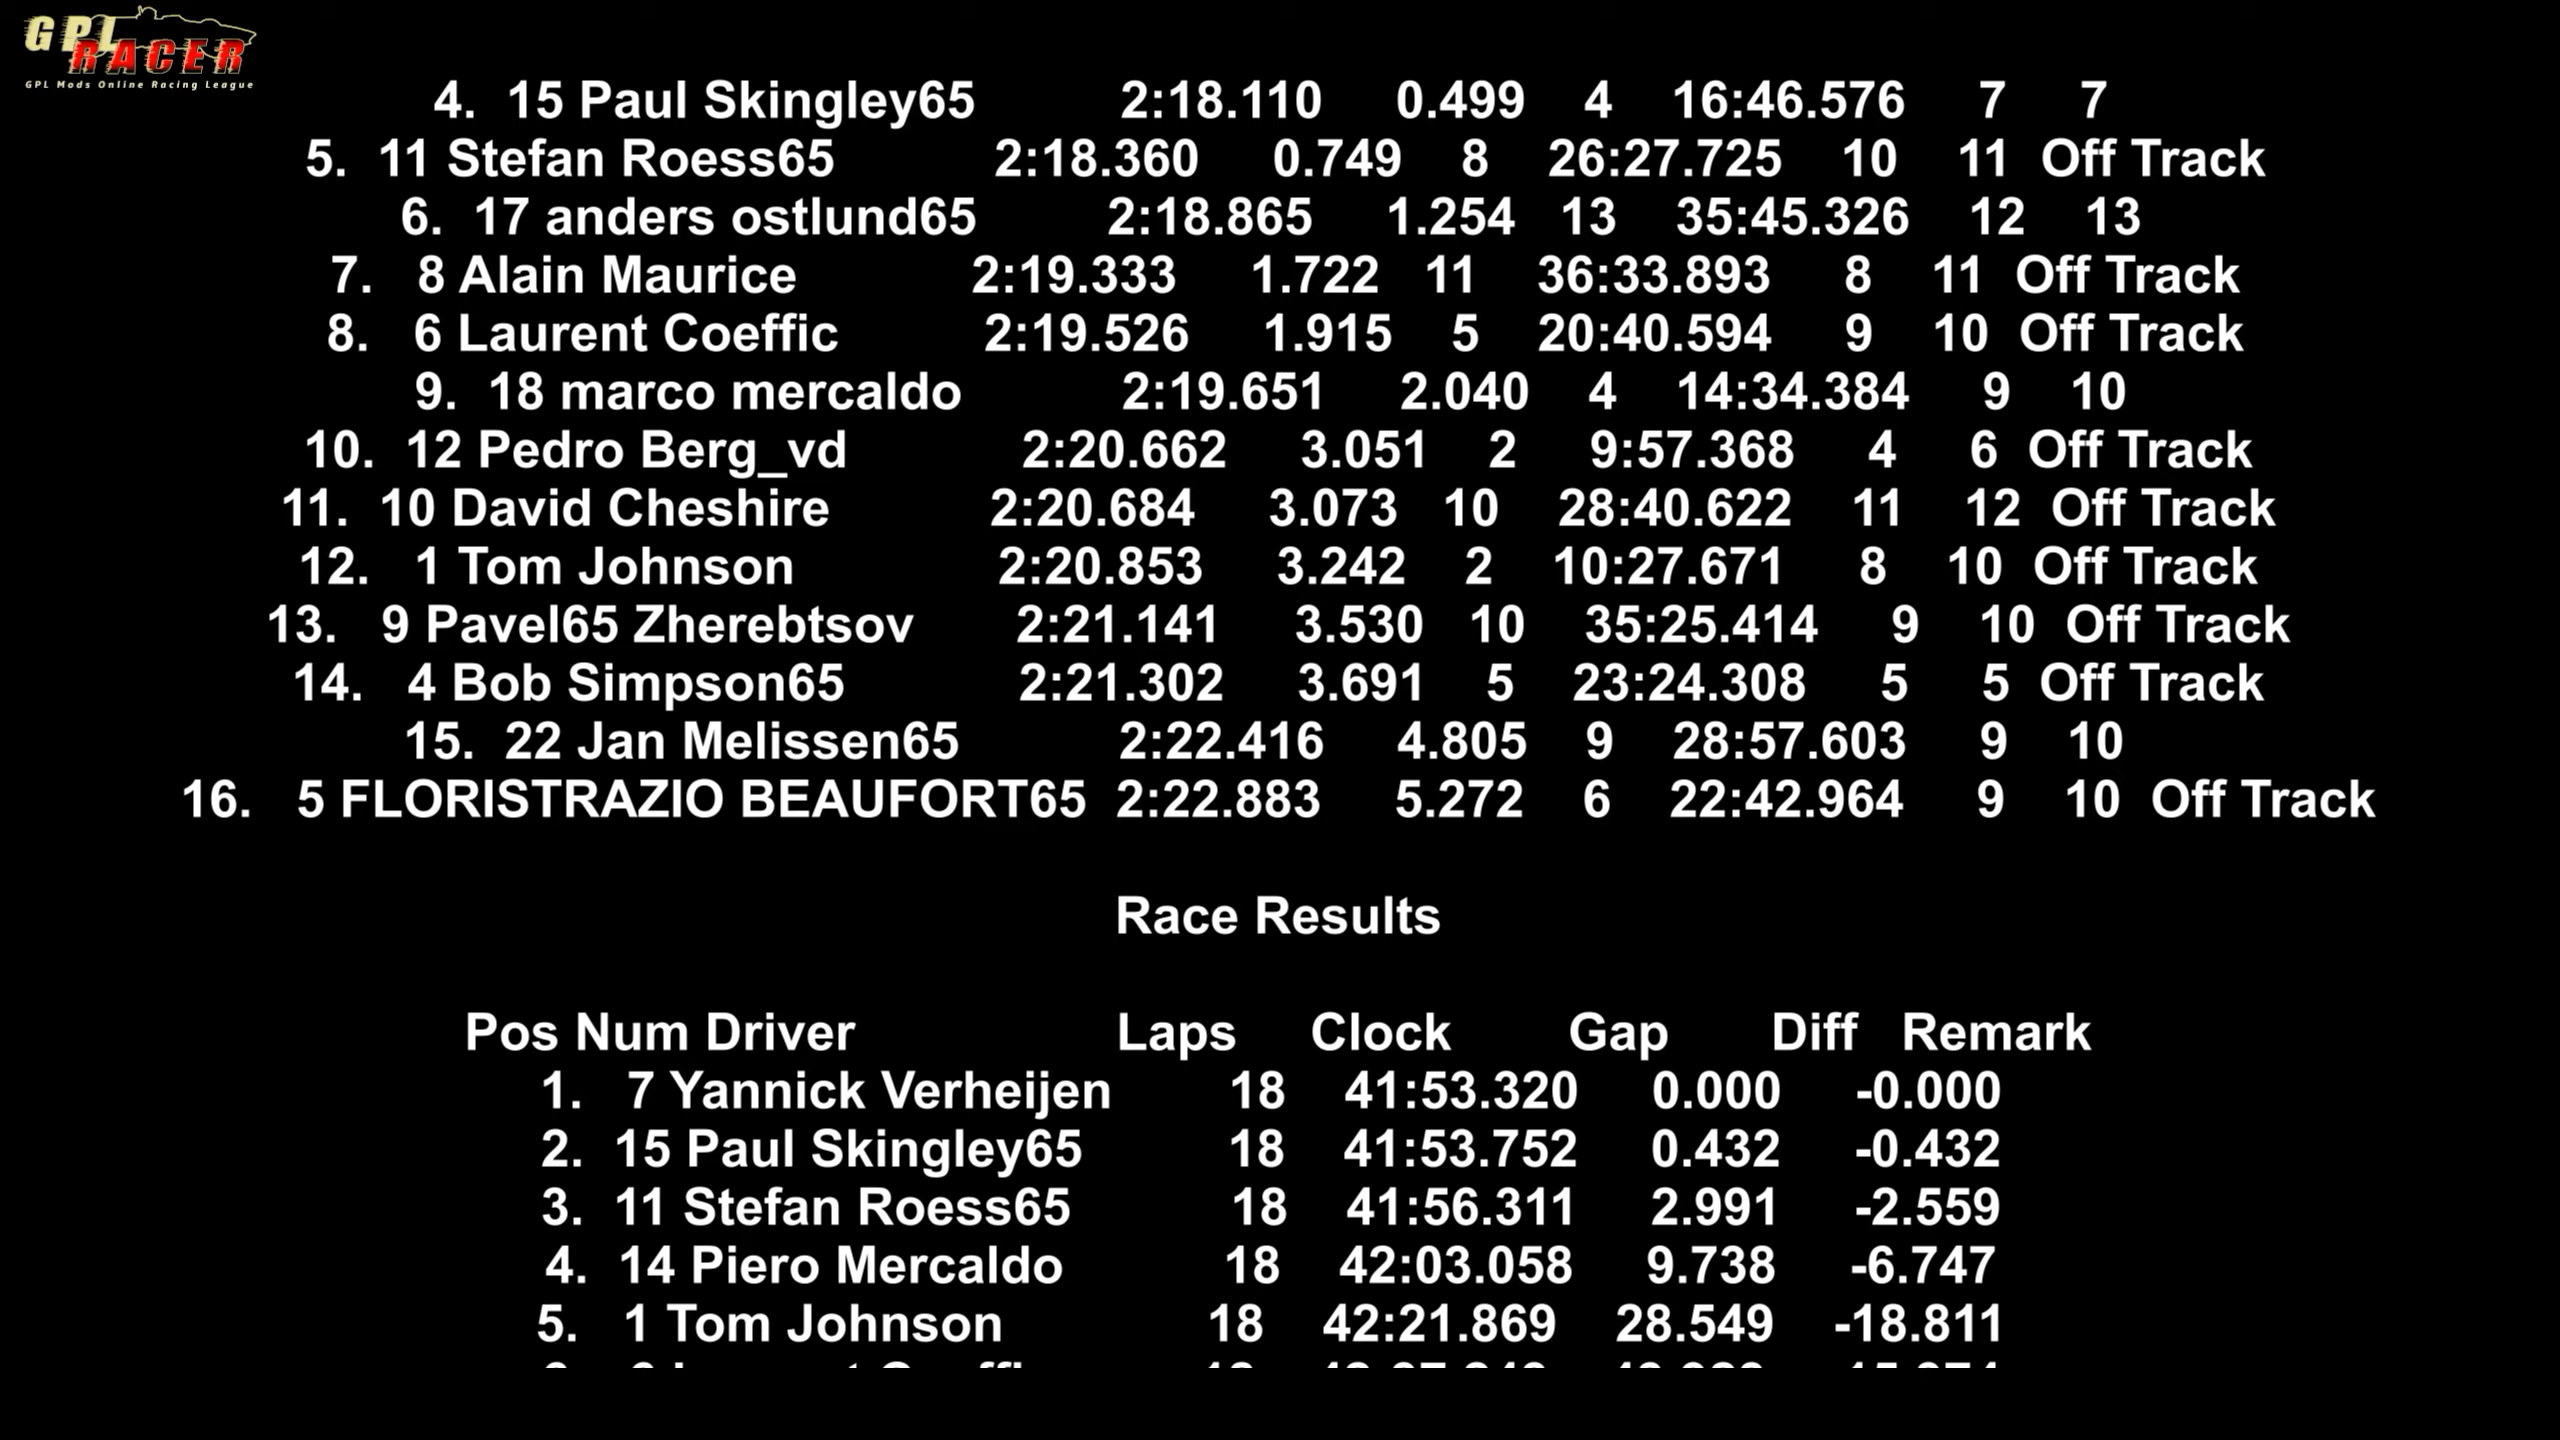 GPL
RACER
GPL Mods Online Racing League
4. 15 Paul Skingley65 2:18.110 0.499 4 16:46.576 7 7
5. 11 Stefan Roess65 2:18.360 0.749 8 26:27.725 10 11 Off Track
6. 17 anders ostlund65 2:18.865 1.254 13 35:45.326 12 13
7. 8 Alain Maurice 2:19.333 1.722 11 36:33.893 8 11 Off Track
8. 6 Laurent Coeffic 2:19.526 1.915 5 20:40.594 9 10 Off Track
9. 18 marco mercaldo 2:19.651 2.040 4 14:34.384 9 10
10. 12 Pedro Berg_vd 2:20.662 3.051 2 9:57.368 4 6 Off Track
11. 10 David Cheshire 2:20.684 3.073 10 28:40.622 11 12 Off Track
12. 1 Tom Johnson 2:20.853 3.242 2 10:27.671 8 10 Off Track
13. 9 Pavel65 Zherebtsov 2:21.141 3.530 10 35:25.414 9 10 Off Track
14. 4 Bob Simpson65 2:21.302 3.691 5 23:24.308 5 5 Off Track
15. 22 Jan Melissen65 2:22.416 4.805 9 28:57.603 9 10
16. 5 FLORISTRAZIO BEAUFORT65 2:22.883 5.272 6 22:42.964 9 10 Off Track
Race Results
Pos Num Driver Laps Clock Gap Diff Remark
1. 7 Yannick Verheijen 18 41:53.320 0.000 -0.000
2. 15 Paul Skingley65 18 41:53.752 0.432 -0.432
3. 11 Stefan Roess65 18 41:56.311 2.991 -2.559
4. 14 Piero Mercaldo 18 42:03.058 9.738 -6.747
5. 1 Tom Johnson 18 42:21.869 28.549 -18.811